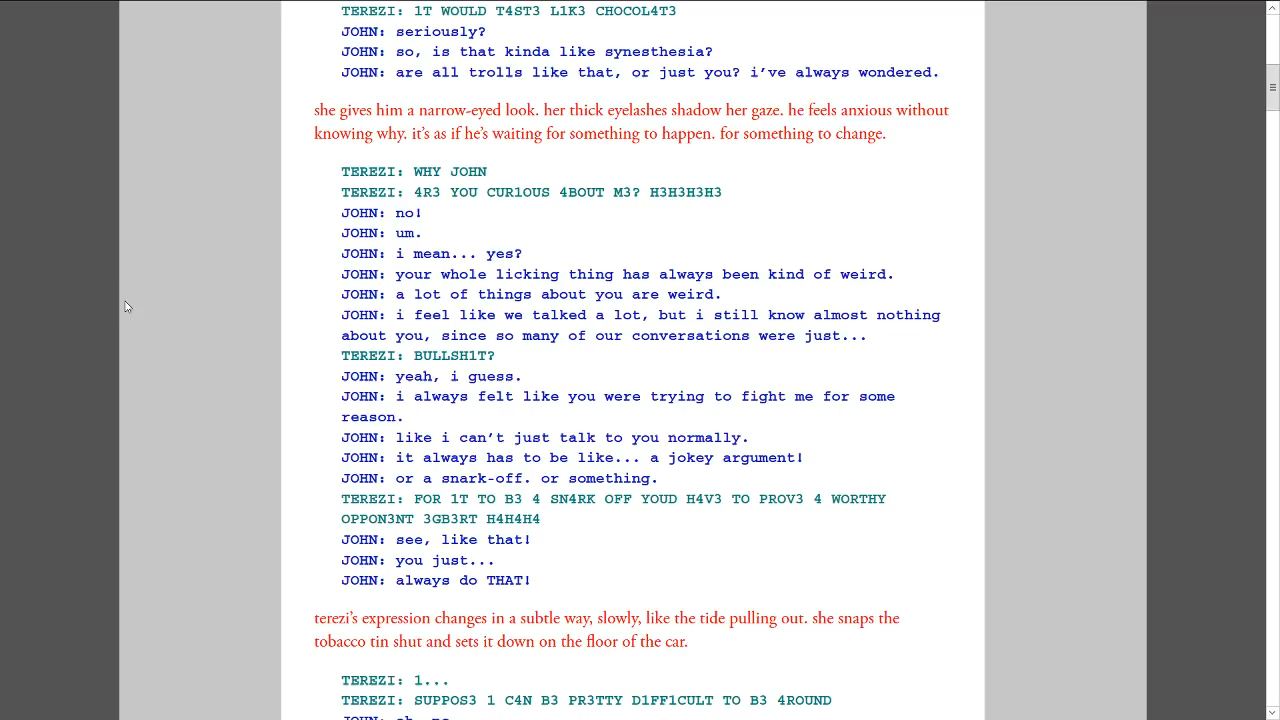 TEREZI: 1T WOULD T4ST3 L1K3 CHOCOL4T3
JOHN: seriously?
JOHN: so, is that kinda like synesthesia?
JOHN: are all trolls like that, or just you? i've always wondered.
she gives him a narrow-eyed look. her thick eyelashes shadow her gaze. he feels anxious without
knowing why. it's as if he's waiting for something to happen. for something to change.
TEREZI: WHY JOHN
TEREZI: 4R3 YOU CUR1OUS 4BOUT M3? H3H3H3H3
JOHN: no!
JOHN: um.
JOHN: i mean... yes?
JOHN: your whole licking thing has always been kind of weird.
JOHN: a lot of things about you are weird.
JOHN: i feel like we talked a lot, but i still know almost nothing
about you, since so many of our conversations were just...
TEREZI: BULLSH1T?
JOHN: yeah, i guess.
JOHN: i always felt like you were trying to fight me for some
reason.
JOHN: like i can't just talk to you normally.
JOHN: it always has to be like... a jokey argument!
JOHN: or a snark-off. or something.
TEREZI: FOR 1T TO B3 4 SN4RK OFF YOUD H4V3 TO PROV3 4 WORTHY
OPPON3NT 3GB3RT H4H4H4
JOHN: see, like that!
JOHN: you just...
JOHN: always do THAT!
terezi's expression changes in a subtle way, slowly, like the tide pulling out. she snaps the
tobacco tin shut and sets it down on the floor of the car.
TEREZI: 1...
TEREZI: SUPPOS3 1 C4N B3 PR3TTY D1FF1CULT TO B3 4ROUND